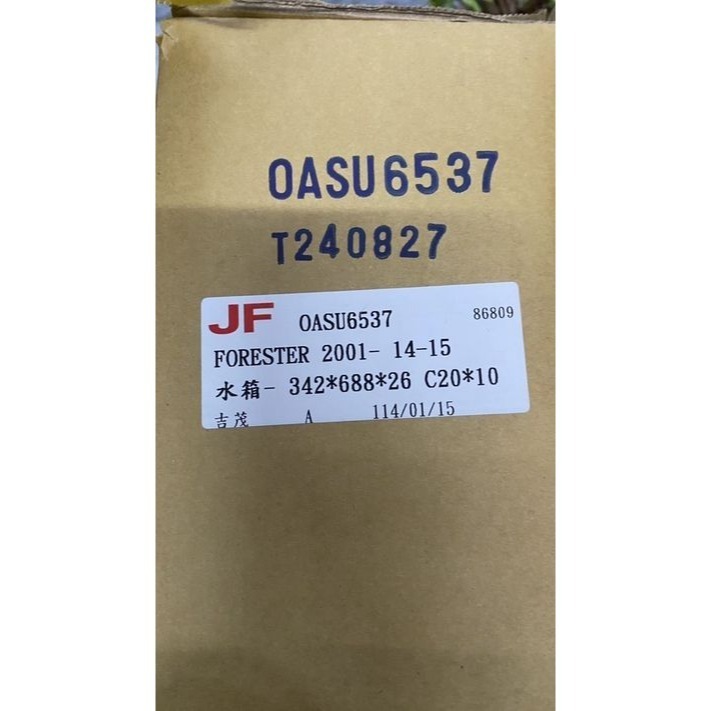 OASU6537
T240827
JF OASU6537 86809
FORESTER 2001- 14-15
水箱- 342*688*26 C20*10
吉茂 A 114/01/15